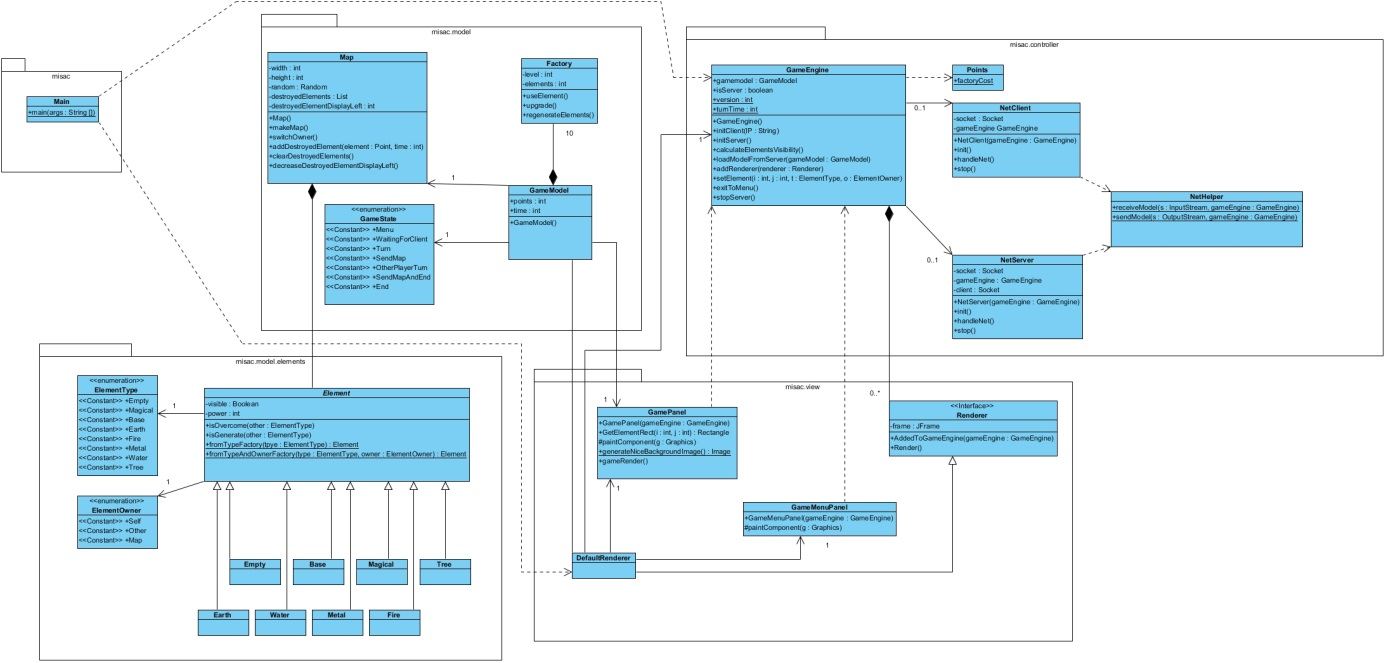 misac
Main
+main(args : String [])
misac.model
Map
-width : int
-height : int
-random : Random
-destroyedElements : List
-destroyedElementDisplayLeft : int
+Map()
+makeMap()
+switchOwner()
+addDestroyedElement(element : Point, time : int)
+clearDestroyedElements()
+decreaseDestroyedElementDisplayLeft()
Factory
-level : int
-elements : int
+useElement()
+upgrade()
+regenerateElements()
10
1
GameModel
+points : int
+time : int
+GameModel()
<<enumeration>>
GameState
<<Constant>> +Menu
<<Constant>> +WaitingForClient
<<Constant>> +Turn
<<Constant>> +SendMap
<<Constant>> +OtherPlayerTurn
<<Constant>> +SendMapAndEnd
<<Constant>> +End
1
misac.controller
GameEngine
+gamemodel : GameModel
+isServer : boolean
+version : int
+turnTime : int
+GameEngine()
+initClient(IP : String)
+initServer()
+calculateElementsVisibility()
+loadModelFromServer(gameModel : GameModel)
+addRenderer(renderer : Renderer)
+setElement(i : int, j : int, t : ElementType, o : ElementOwner)
+exitToMenu()
+stopServer()
1
Points
+factoryCost
0..1
NetClient
-socket : Socket
-gameEngine GameEngine
+NetClient(gameEngine : GameEngine)
+init()
+handleNet()
+stop()
NetHelper
+receiveModel(s : InputStream, gameEngine : GameEngine)
+sendModel(s : OutputStream, gameEngine : GameEngine)
0..1
NetServer
-socket : Socket
-gameEngine : GameEngine
-client : Socket
+NetServer(gameEngine : GameEngine)
+init()
+handleNet()
+stop()
misac.model.elements
<<enumeration>>
ElementType
<<Constant>> +Empty
<<Constant>> +Magical
<<Constant>> +Base
<<Constant>> +Earth
<<Constant>> +Fire
<<Constant>> +Metal
<<Constant>> +Water
<<Constant>> +Tree
1
Element
-visible : Boolean
-power : int
+isOvercome(other : ElementType)
+isGenerate(other : ElementType)
+fromTypeFactory(tpye : ElementType) : Element
+fromTypeAndOwnerFactory(type : ElementType, owner : ElementOwner) : Element
1
<<enumeration>>
ElementOwner
<<Constant>> +Self
<<Constant>> +Other
<<Constant>> +Map
Empty
Base
Magical
Tree
Earth
Water
Metal
Fire
misac.view
1
GamePanel
+GamePanel(gameEngine : GameEngine)
+GetElementRect(i : int, j : int) : Rectangle
#paintComponent(g : Graphics)
+generateNiceBackgroundImage() : Image
+gameRender()
1
0..*
<<Interface>>
Renderer
-frame : JFrame
+AddedToGameEngine(gameEngine : GameEngine)
+Render()
GameMenuPanel
+GameMenuPanel(gameEngine : GameEngine)
#paintComponent(g : Graphics)
1
DefaultRenderer